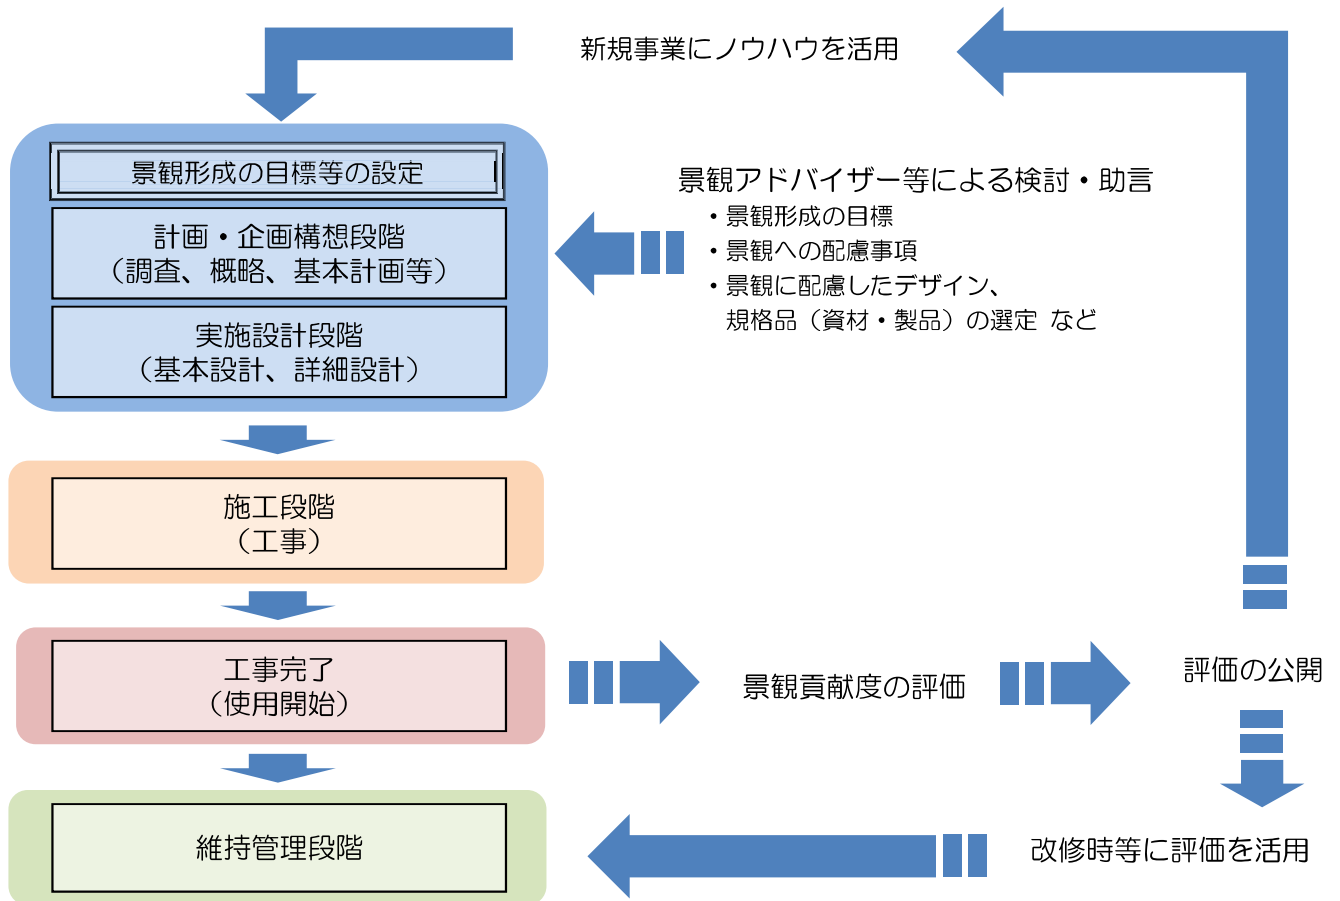 新規事業にノウハウを活用
景観形成の目標等の設定
計画・企画構想段階
（調査、概略、基本計画等）
実施設計段階
（基本設計、詳細設計）
景観アドバイザー等による検討・助言
・景観形成の目標
・景観への配慮事項
・景観に配慮したデザイン、
規格品（資材・製品）の選定 など
施工段階
（工事）
工事完了
（使用開始）
景観貢献度の評価
評価の公開
維持管理段階
改修時等に評価を活用